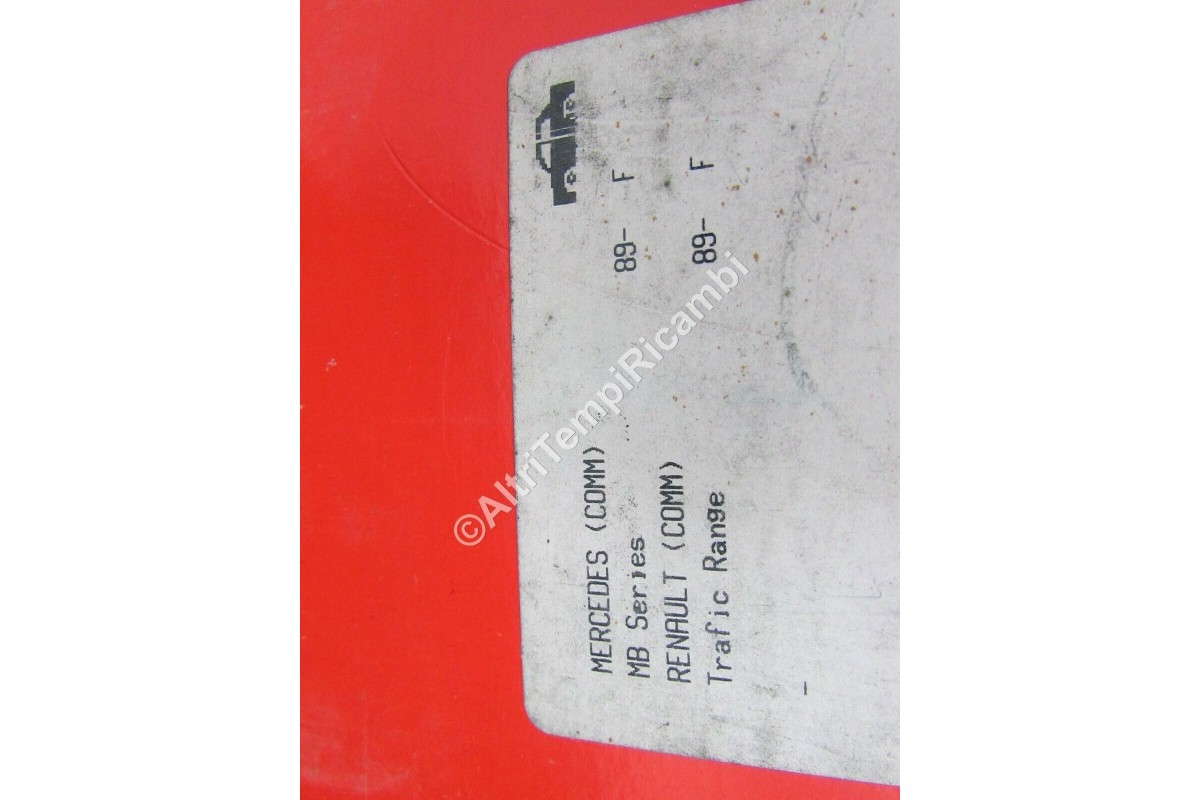 MERCEDES (COMM)
MB Series 89- F
RENAULT (COMM)
Trafic Range 89- F
-
©AltriTempiRicambi